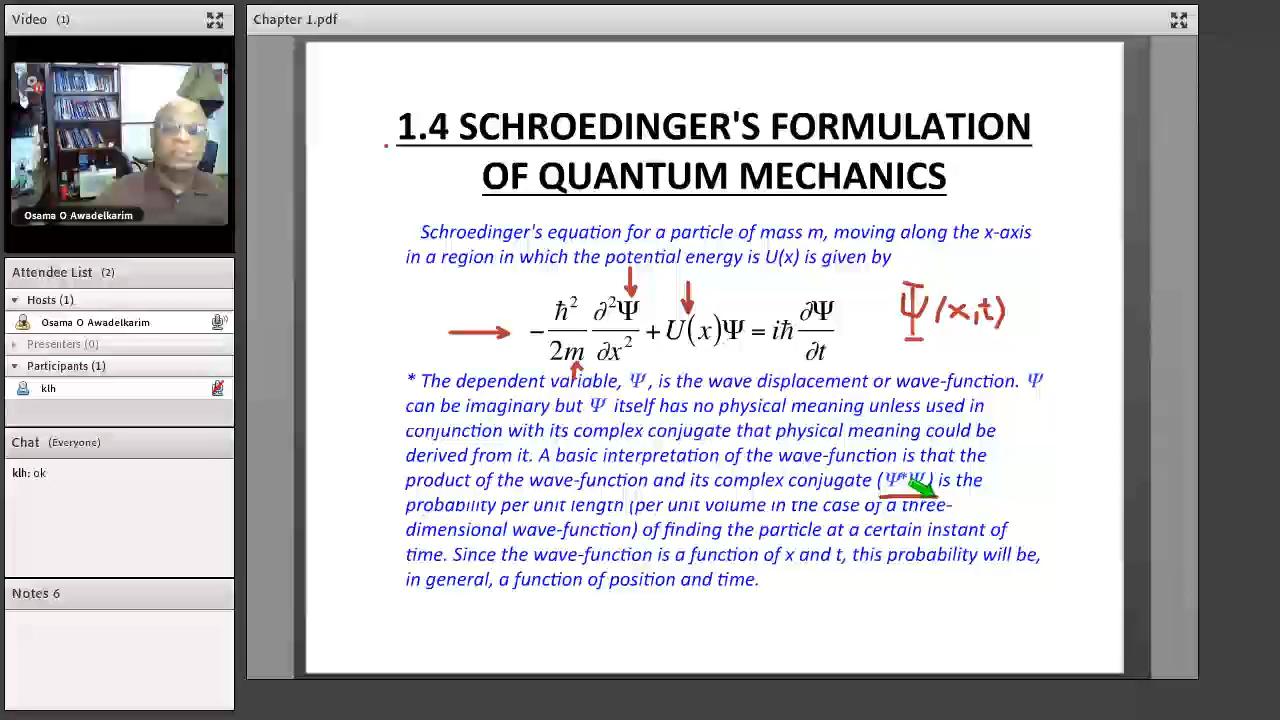 Video (1)
Osama O Awadelkarim
Attendee List (2)
Hosts (1)
Osama O Awadelkarim
Presenters (0)
Participants (1)
klh
Chat (Everyone)
klh: ok
Notes 6
Chapter 1.pdf
1.4 SCHROEDINGER'S FORMULATION
OF QUANTUM MECHANICS
Schroedinger's equation for a particle of mass m, moving along the x-axis
in a region in which the potential energy is U(x) is given by
-ħ²/2m ∂²Ψ/∂x² + U(x)Ψ = iħ ∂Ψ/∂t
Ψ(x,t)
* The dependent variable, Ψ, is the wave displacement or wave-function. Ψ
can be imaginary but Ψ itself has no physical meaning unless used in
conjunction with its complex conjugate that physical meaning could be
derived from it. A basic interpretation of the wave-function is that the
product of the wave-function and its complex conjugate (Ψ*Ψ) is the
probability per unit length (per unit volume in the case of a three-
dimensional wave-function) of finding the particle at a certain instant of
time. Since the wave-function is a function of x and t, this probability will be,
in general, a function of position and time.